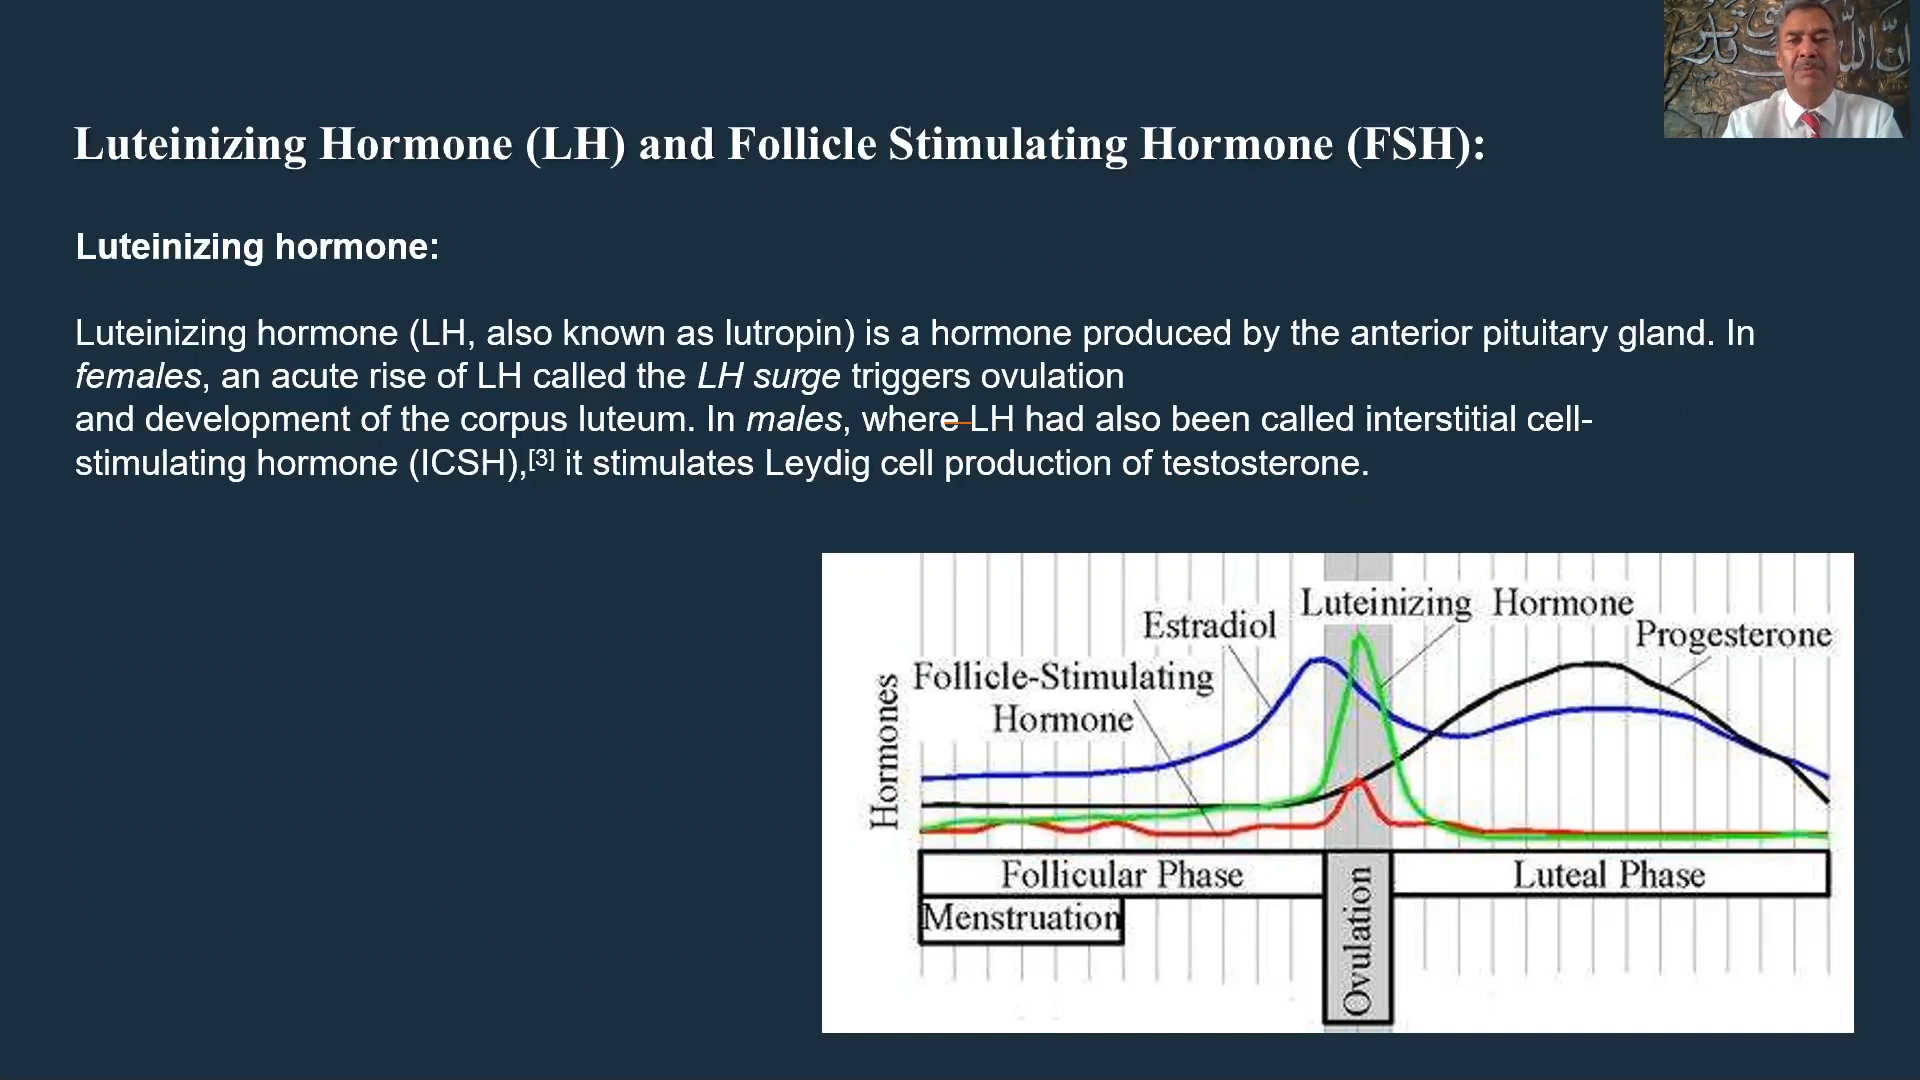 Luteinizing Hormone (LH) and Follicle Stimulating Hormone (FSH):
Luteinizing hormone:
Luteinizing hormone (LH, also known as lutropin) is a hormone produced by the anterior pituitary gland. In
females, an acute rise of LH called the LH surge triggers ovulation
and development of the corpus luteum. In males, where LH had also been called interstitial cell-
stimulating hormone (ICSH),[3] it stimulates Leydig cell production of testosterone.
Luteinizing Hormone
Estradiol
Progesterone
Follicle-Stimulating
Hormone
Hormones
Follicular Phase
Luteal Phase
Menstruation
Ovulation